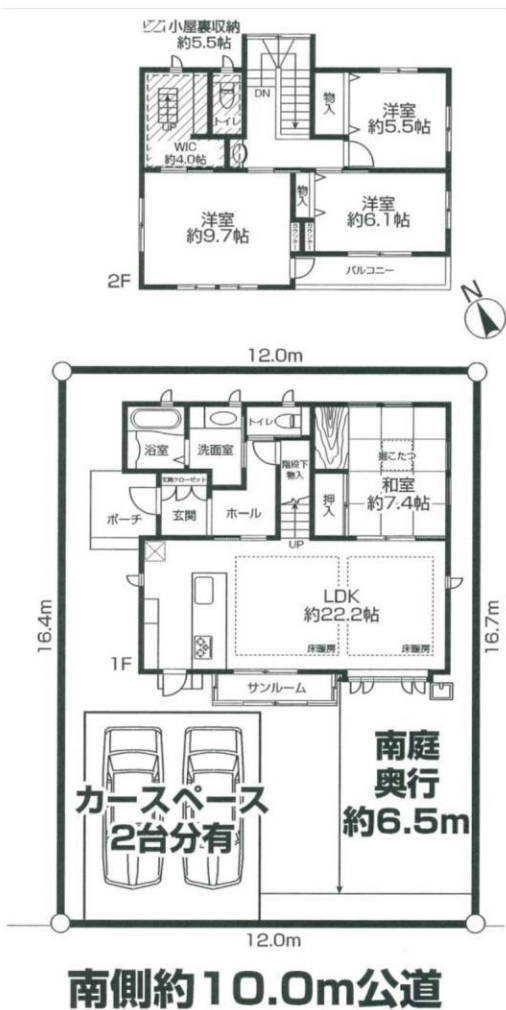 小屋裏収納
約5.5帖
DN
物入
洋室
約5.5帖
トイレ
UP
WIC
約4.0帖
物入
洋室
約6.1帖
洋室
約9.7帖
カウンター
カウンター
バルコニー
2F
N
12.0m
トイレ
浴室
洗面室
階段下
物入
掘こたつ
和室
約7.4帖
玄関クローゼット
押入
ポーチ
玄関
ホール
UP
LDK
約22.2帖
16.4m
16.7m
床暖房
床暖房
1F
サンルーム
南庭
奥行
約6.5m
カースペース
2台分有
12.0m
南側約10.0m公道